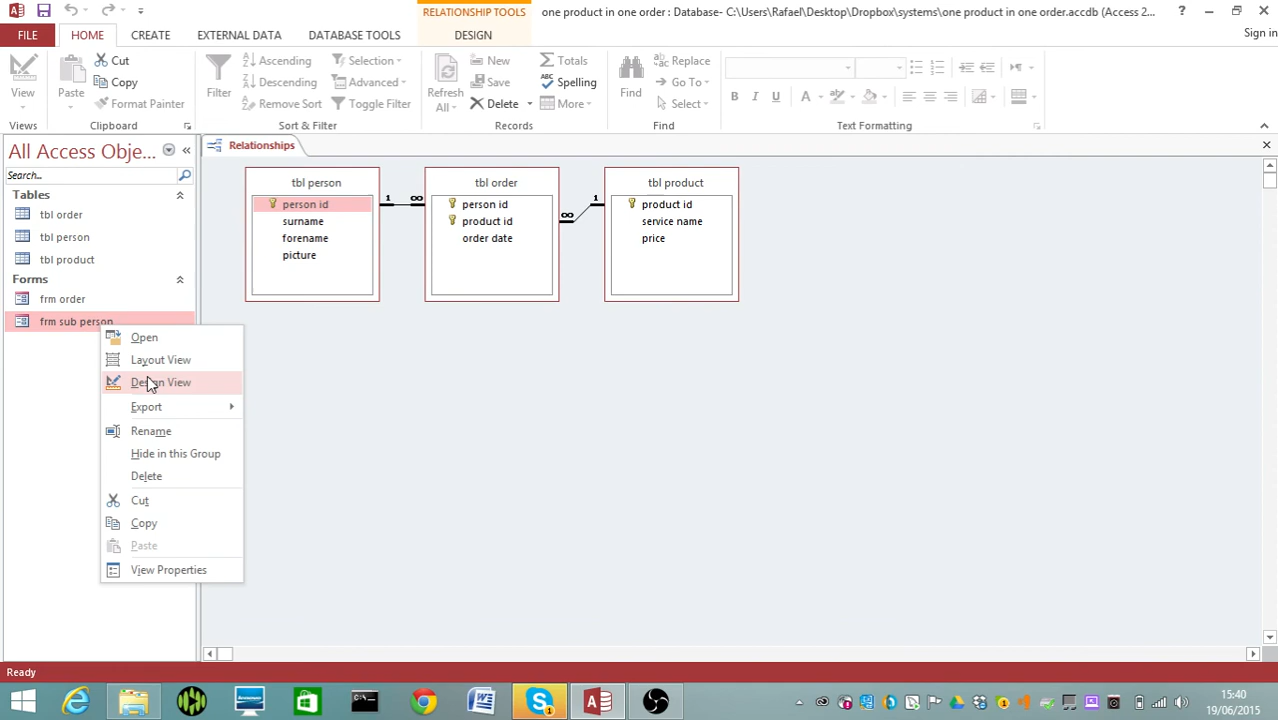 RELATIONSHIP TOOLS
one product in one order : Database- C:\Users\Rafael\Desktop\Dropbox\systems\one product in one order.accdb (Access 2...
?
FILE HOME CREATE EXTERNAL DATA DATABASE TOOLS DESIGN
Sign in
View
Views
Paste
Cut
Copy
Format Painter
Clipboard
Filter
Ascending
Descending
Remove Sort
Selection
Advanced
Toggle Filter
Sort & Filter
Refresh
All
New
Save
Delete
Totals
Spelling
More
Records
Find
Replace
Go To
Select
Find
B I U A
Text Formatting
All Access Obje...
Search...
Tables
tbl order
tbl person
tbl product
Forms
frm order
frm sub person
Open
Layout View
Design View
Export
Rename
Hide in this Group
Delete
Cut
Copy
Paste
View Properties
Relationships
tbl person
person id
surname
forename
picture
1 ∞
tbl order
person id
product id
order date
∞ 1
tbl product
product id
service name
price
Ready
15:40
19/06/2015